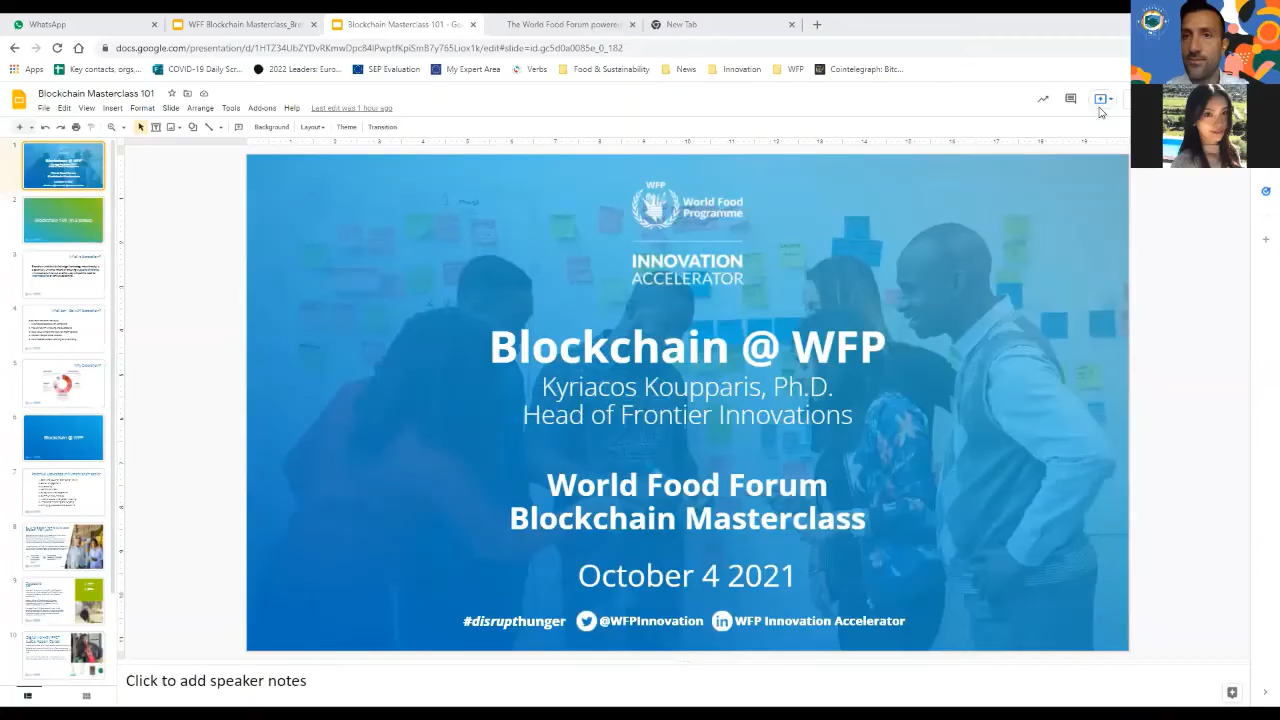 WhatsApp
WFF Blockchain Masterclass_Bre
Blockchain Masterclass 101 - Go
The World Food Forum powere
New Tab
docs.google.com/presentation/d/1HTZ34UbZYDvRKmwDpc84lPwptfKpiSmB7y765Liox1k/edit#slide=id.gc5d0a0085e_0_182
Apps
Key contacts, orgs,...
COVID-19 Daily Scr...
2022 Leaders: Euro...
SEP Evaluation
My Expert Area
Verbs
Food & Sustainability
News
Innovation
WFP
Cointelegraph: Bitc...
Blockchain Masterclass 101
File Edit View Insert Format Slide Arrange Tools Add-ons Help Last edit was 1 hour ago
Background Layout Theme Transition
WFP
World Food
Programme
INNOVATION
ACCELERATOR
Blockchain @ WFP
Kyriacos Koupparis, Ph.D.
Head of Frontier Innovations
World Food Forum
Blockchain Masterclass
October 4 2021
#disrupthunger @WFPInnovation WFP Innovation Accelerator
Click to add speaker notes